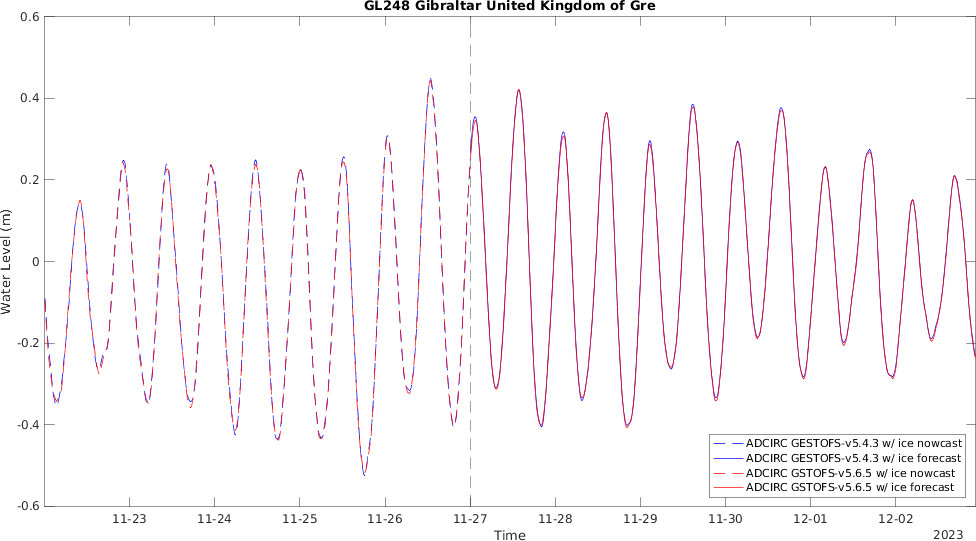 GL248 Gibraltar United Kingdom of Gre
0.6
0.4
0.2
0
-0.2
-0.4
-0.6
Water Level (m)
11-23 11-24 11-25 11-26 11-27 11-28 11-29 11-30 12-01 12-02
Time
2023
ADCIRC GESTOFS-v5.4.3 w/ ice nowcast
ADCIRC GESTOFS-v5.4.3 w/ ice forecast
ADCIRC GSTOFS-v5.6.5 w/ ice nowcast
ADCIRC GSTOFS-v5.6.5 w/ ice forecast